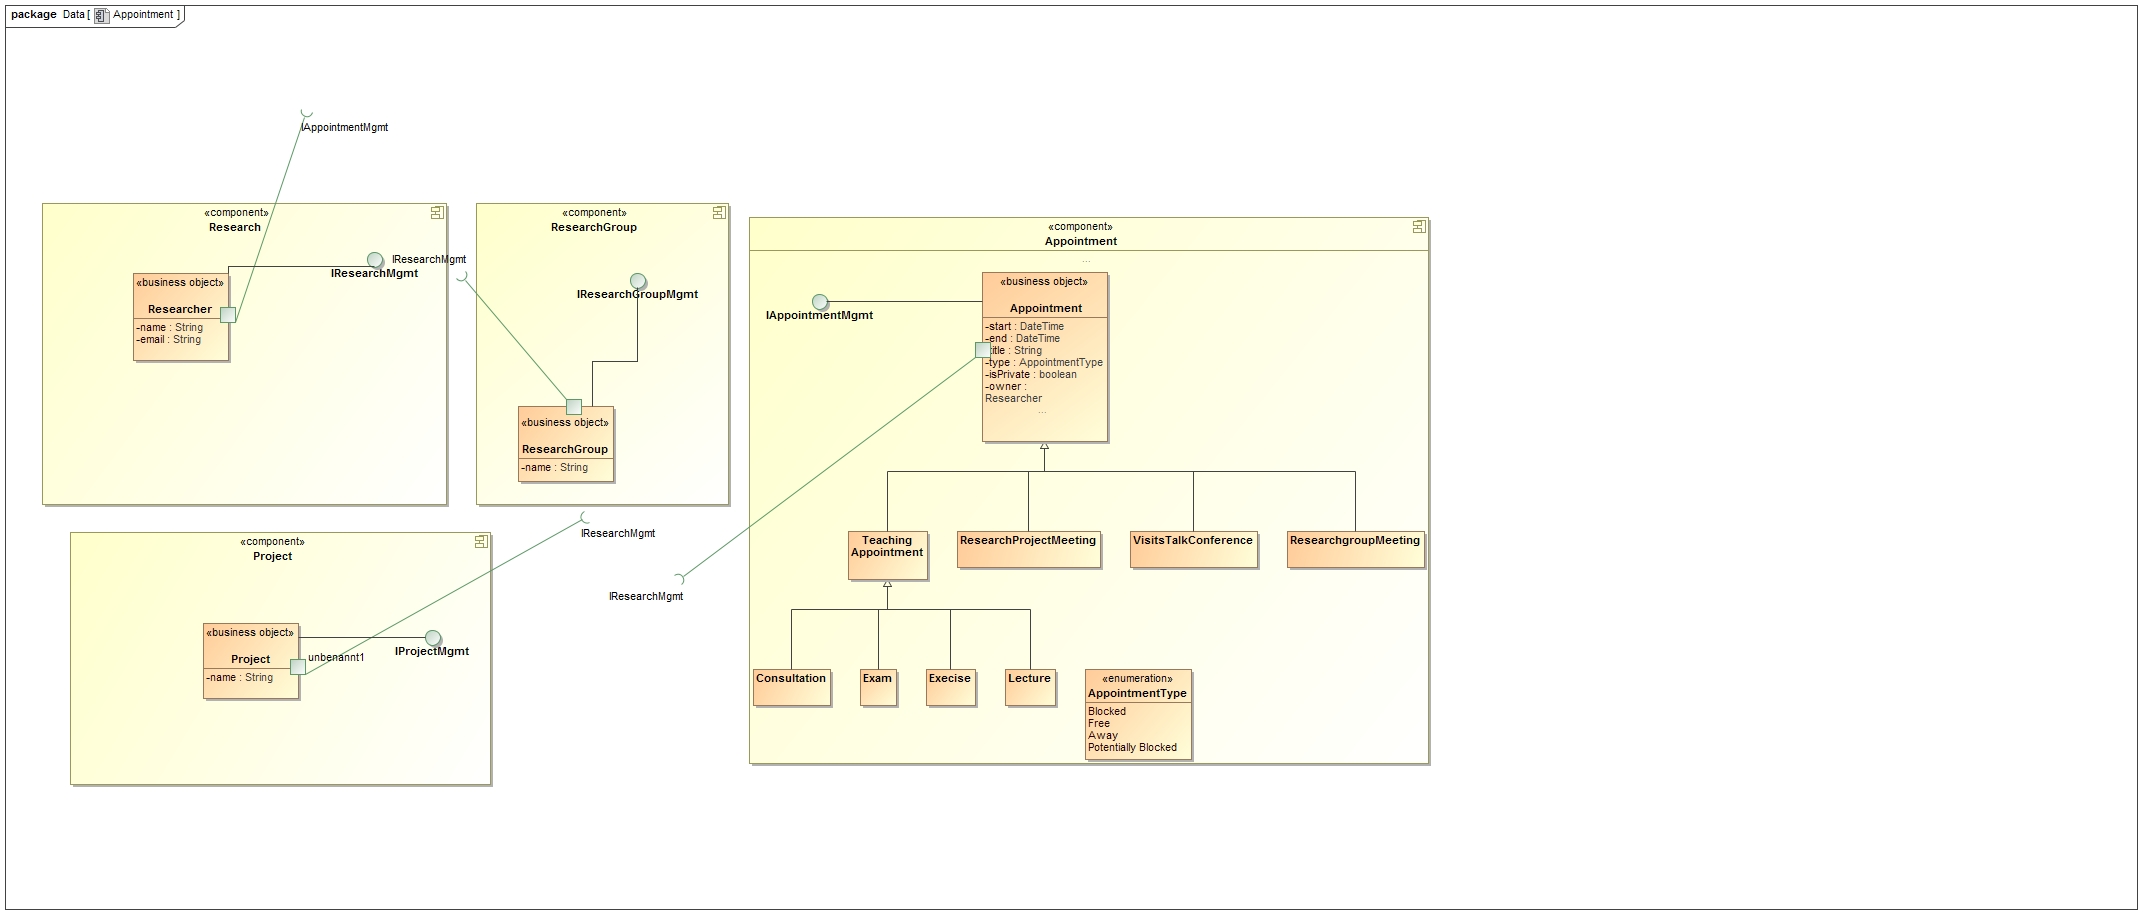 package Data [ Appointment ]
IAppointmentMgmt
«component»
Research
IResearchMgmt
«business object»
Researcher
-name : String
-email : String
IResearchMgmt
«component»
ResearchGroup
IResearchGroupMgmt
«business object»
ResearchGroup
-name : String
«component»
Appointment
...
IAppointmentMgmt
«business object»
Appointment
-start : DateTime
-end : DateTime
title : String
-type : AppointmentType
-isPrivate : boolean
-owner :
Researcher
...
IResearchMgmt
IResearchMgmt
«component»
Project
«business object»
Project
-name : String
unbenannt1
IProjectMgmt
Teaching
Appointment
ResearchProjectMeeting
VisitsTalkConference
ResearchgroupMeeting
Consultation
Exam
Execise
Lecture
«enumeration»
AppointmentType
Blocked
Free
Away
Potentially Blocked